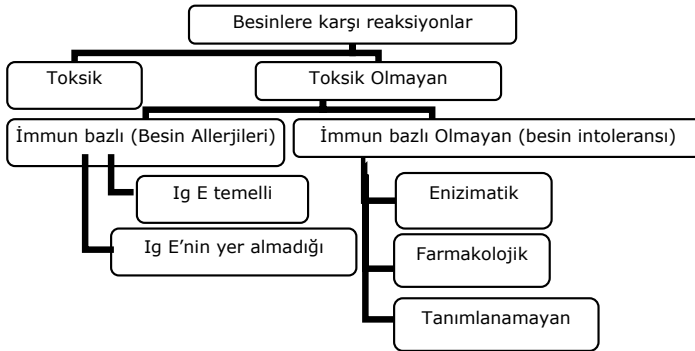 Besinlere karşı reaksiyonlar
Toksik
Toksik Olmayan
İmmun bazlı (Besin Allerjileri)
İmmun bazlı Olmayan (besin intoleransı)
Ig E temelli
Enizimatik
Ig E’nin yer almadığı
Farmakolojik
Tanımlanamayan